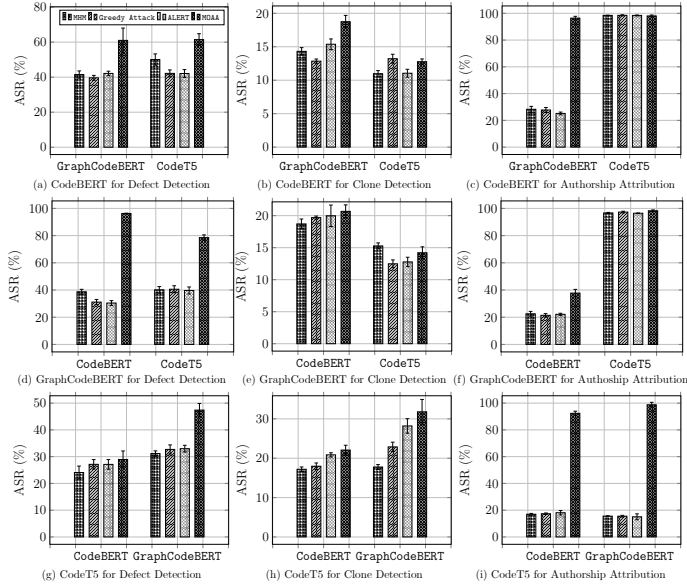 MHM Greedy Attack ALERT MOAA
80
60
40
20
0
ASR (%)
GraphCodeBERT CodeT5
(a) CodeBERT for Defect Detection
20
15
10
5
0
ASR (%)
GraphCodeBERT CodeT5
(b) CodeBERT for Clone Detection
100
80
60
40
20
0
ASR (%)
GraphCodeBERT CodeT5
(c) CodeBERT for Authorship Attribution
100
80
60
40
20
0
ASR (%)
CodeBERT CodeT5
(d) GraphCodeBERT for Defect Detection
20
15
10
5
0
ASR (%)
CodeBERT CodeT5
(e) GraphCodeBERT for Clone Detection
100
80
60
40
20
0
ASR (%)
CodeBERT CodeT5
(f) GraphCodeBERT for Authoship Attribution
50
40
30
20
10
0
ASR (%)
CodeBERT GraphCodeBERT
(g) CodeT5 for Defect Detection
30
20
10
0
ASR (%)
CodeBERT GraphCodeBERT
(h) CodeT5 for Clone Detection
100
80
60
40
20
0
ASR (%)
CodeBERT GraphCodeBERT
(i) CodeT5 for Authorship Attribution